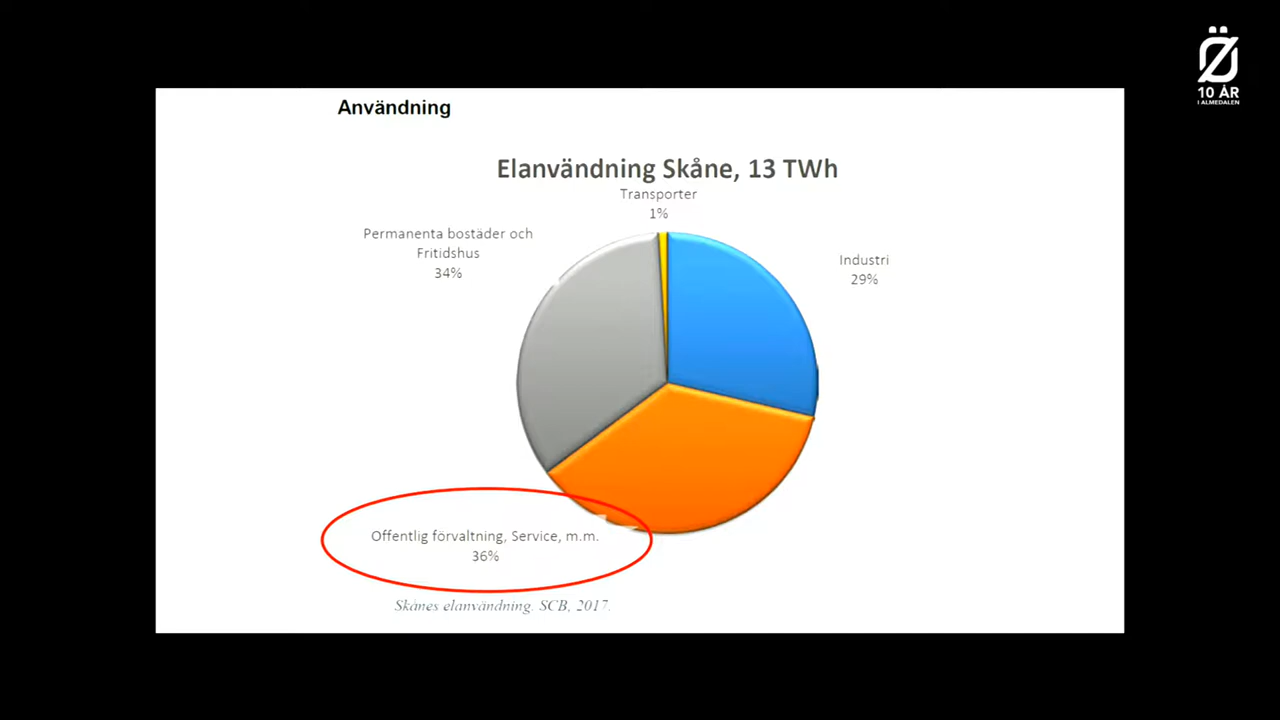 10 ÅR
I ALMEDALEN
Användning
Elanvändning Skåne, 13 TWh
Transporter
1%
Permanenta bostäder och
Fritidshus
34%
Industri
29%
Offentlig förvaltning, Service, m.m.
36%
Skånes elanvändning. SCB, 2017.